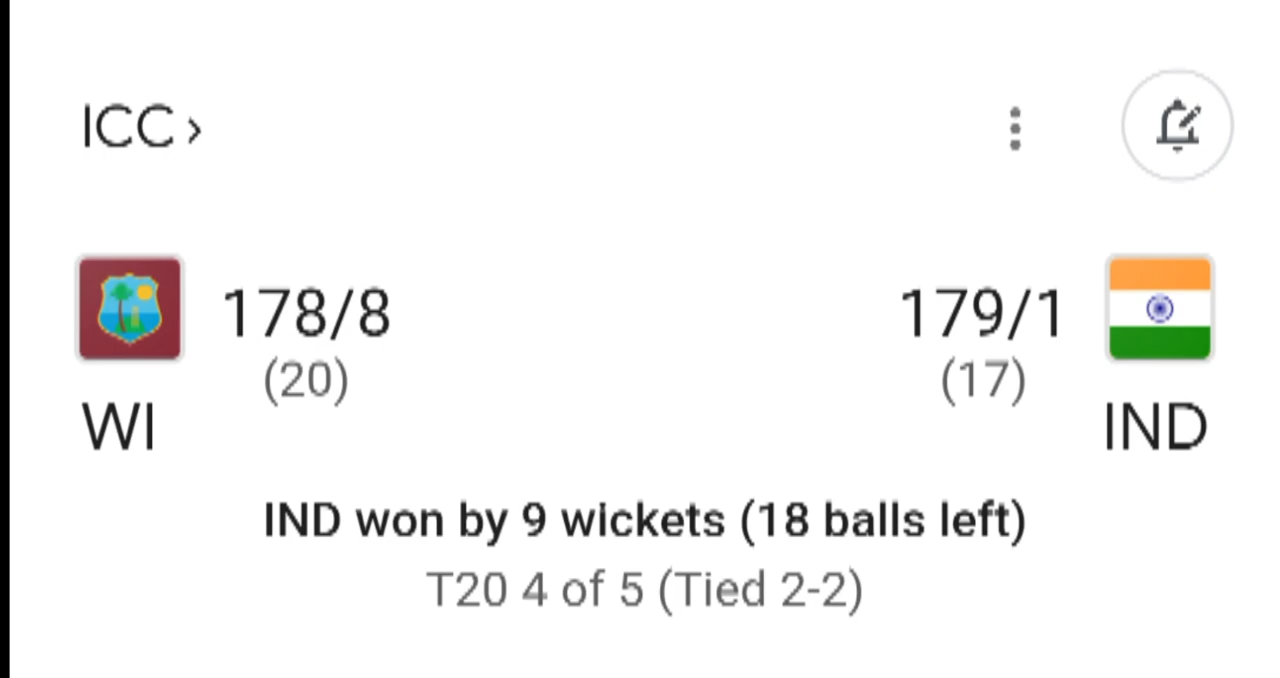 ICC ›
178/8 179/1
(20) (17)
WI IND
IND won by 9 wickets (18 balls left)
T20 4 of 5 (Tied 2-2)